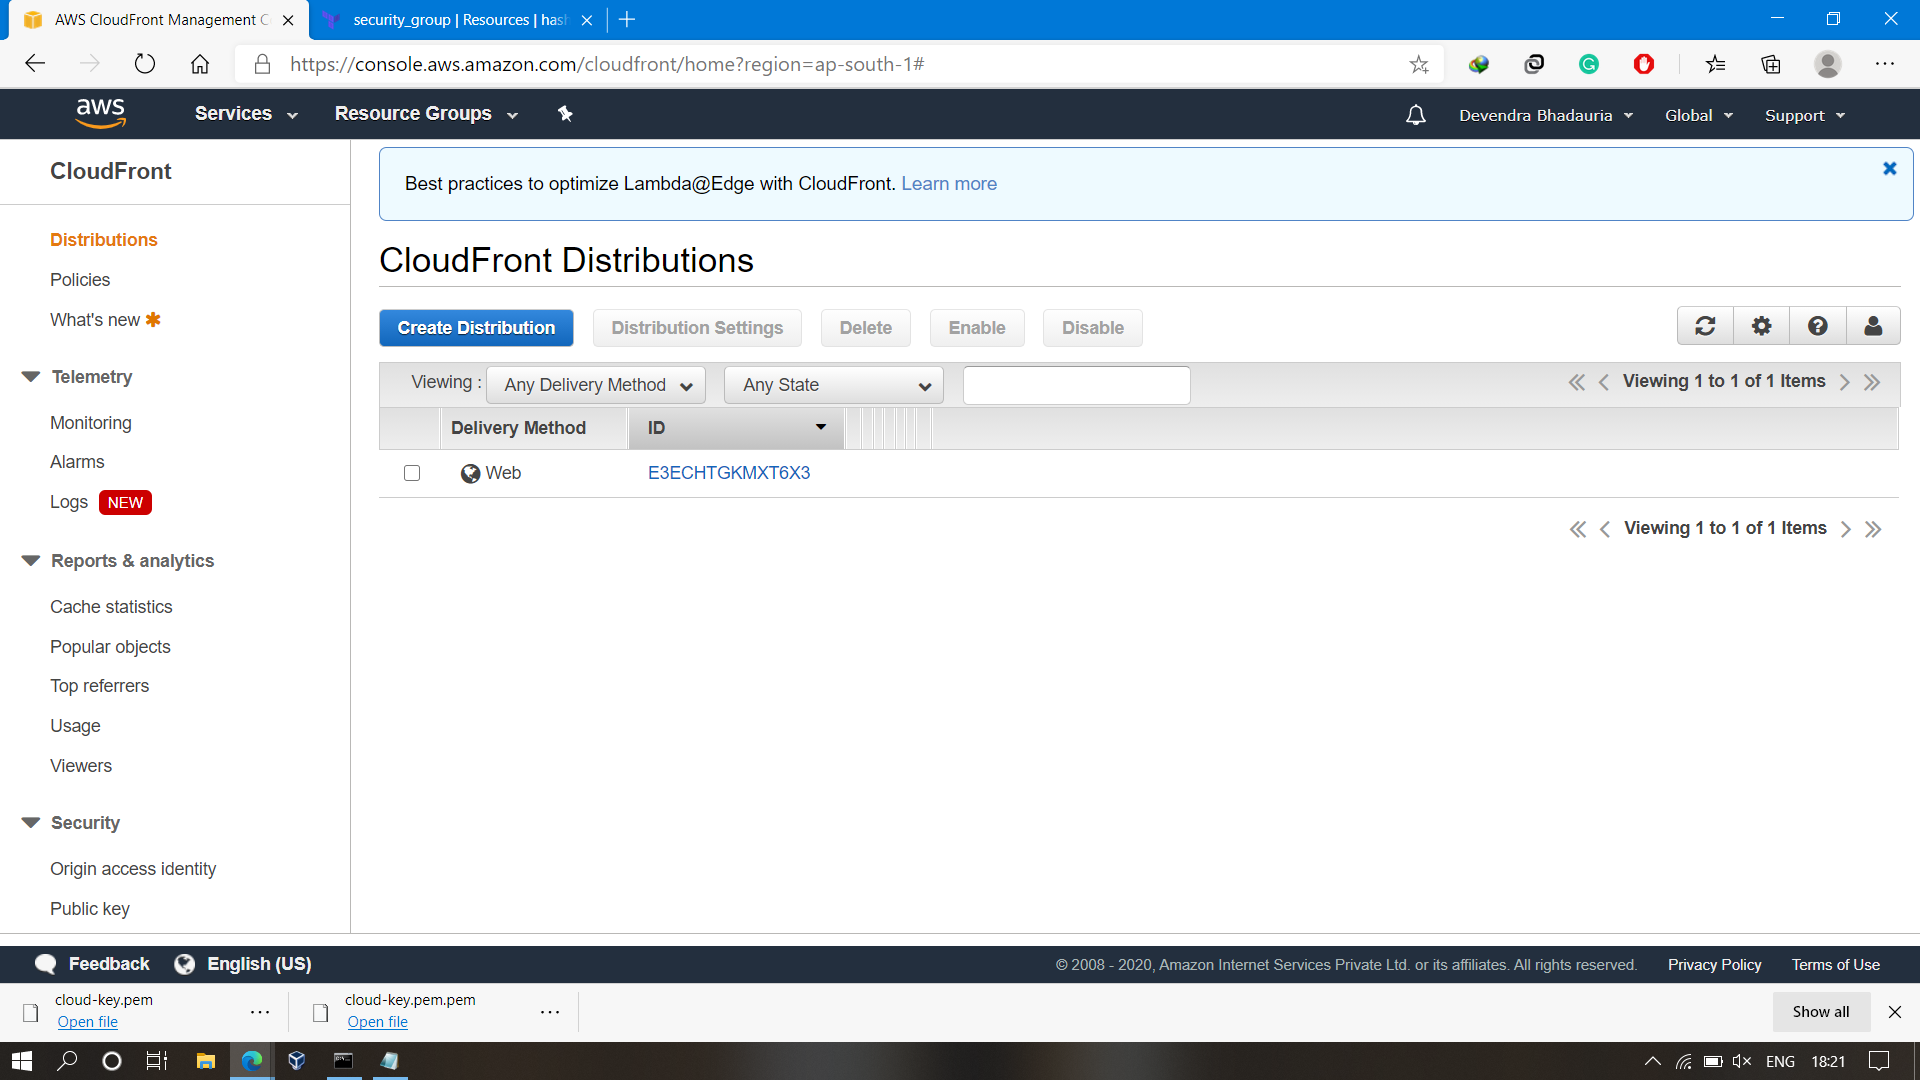 AWS CloudFront Management C
security_group | Resources | hash
https://console.aws.amazon.com/cloudfront/home?region=ap-south-1#
aws
Services
Resource Groups
Devendra Bhadauria
Global
Support
CloudFront
Distributions
Policies
What's new
Telemetry
Monitoring
Alarms
Logs NEW
Reports & analytics
Cache statistics
Popular objects
Top referrers
Usage
Viewers
Security
Origin access identity
Public key
Best practices to optimize Lambda@Edge with CloudFront. Learn more
CloudFront Distributions
Create Distribution
Distribution Settings
Delete
Enable
Disable
Viewing :
Any Delivery Method
Any State
Viewing 1 to 1 of 1 Items
Delivery Method
ID
Web
E3ECHTGKMXT6X3
Viewing 1 to 1 of 1 Items
Feedback
English (US)
© 2008 - 2020, Amazon Internet Services Private Ltd. or its affiliates. All rights reserved.
Privacy Policy
Terms of Use
cloud-key.pem
Open file
cloud-key.pem.pem
Open file
Show all
ENG
18:21